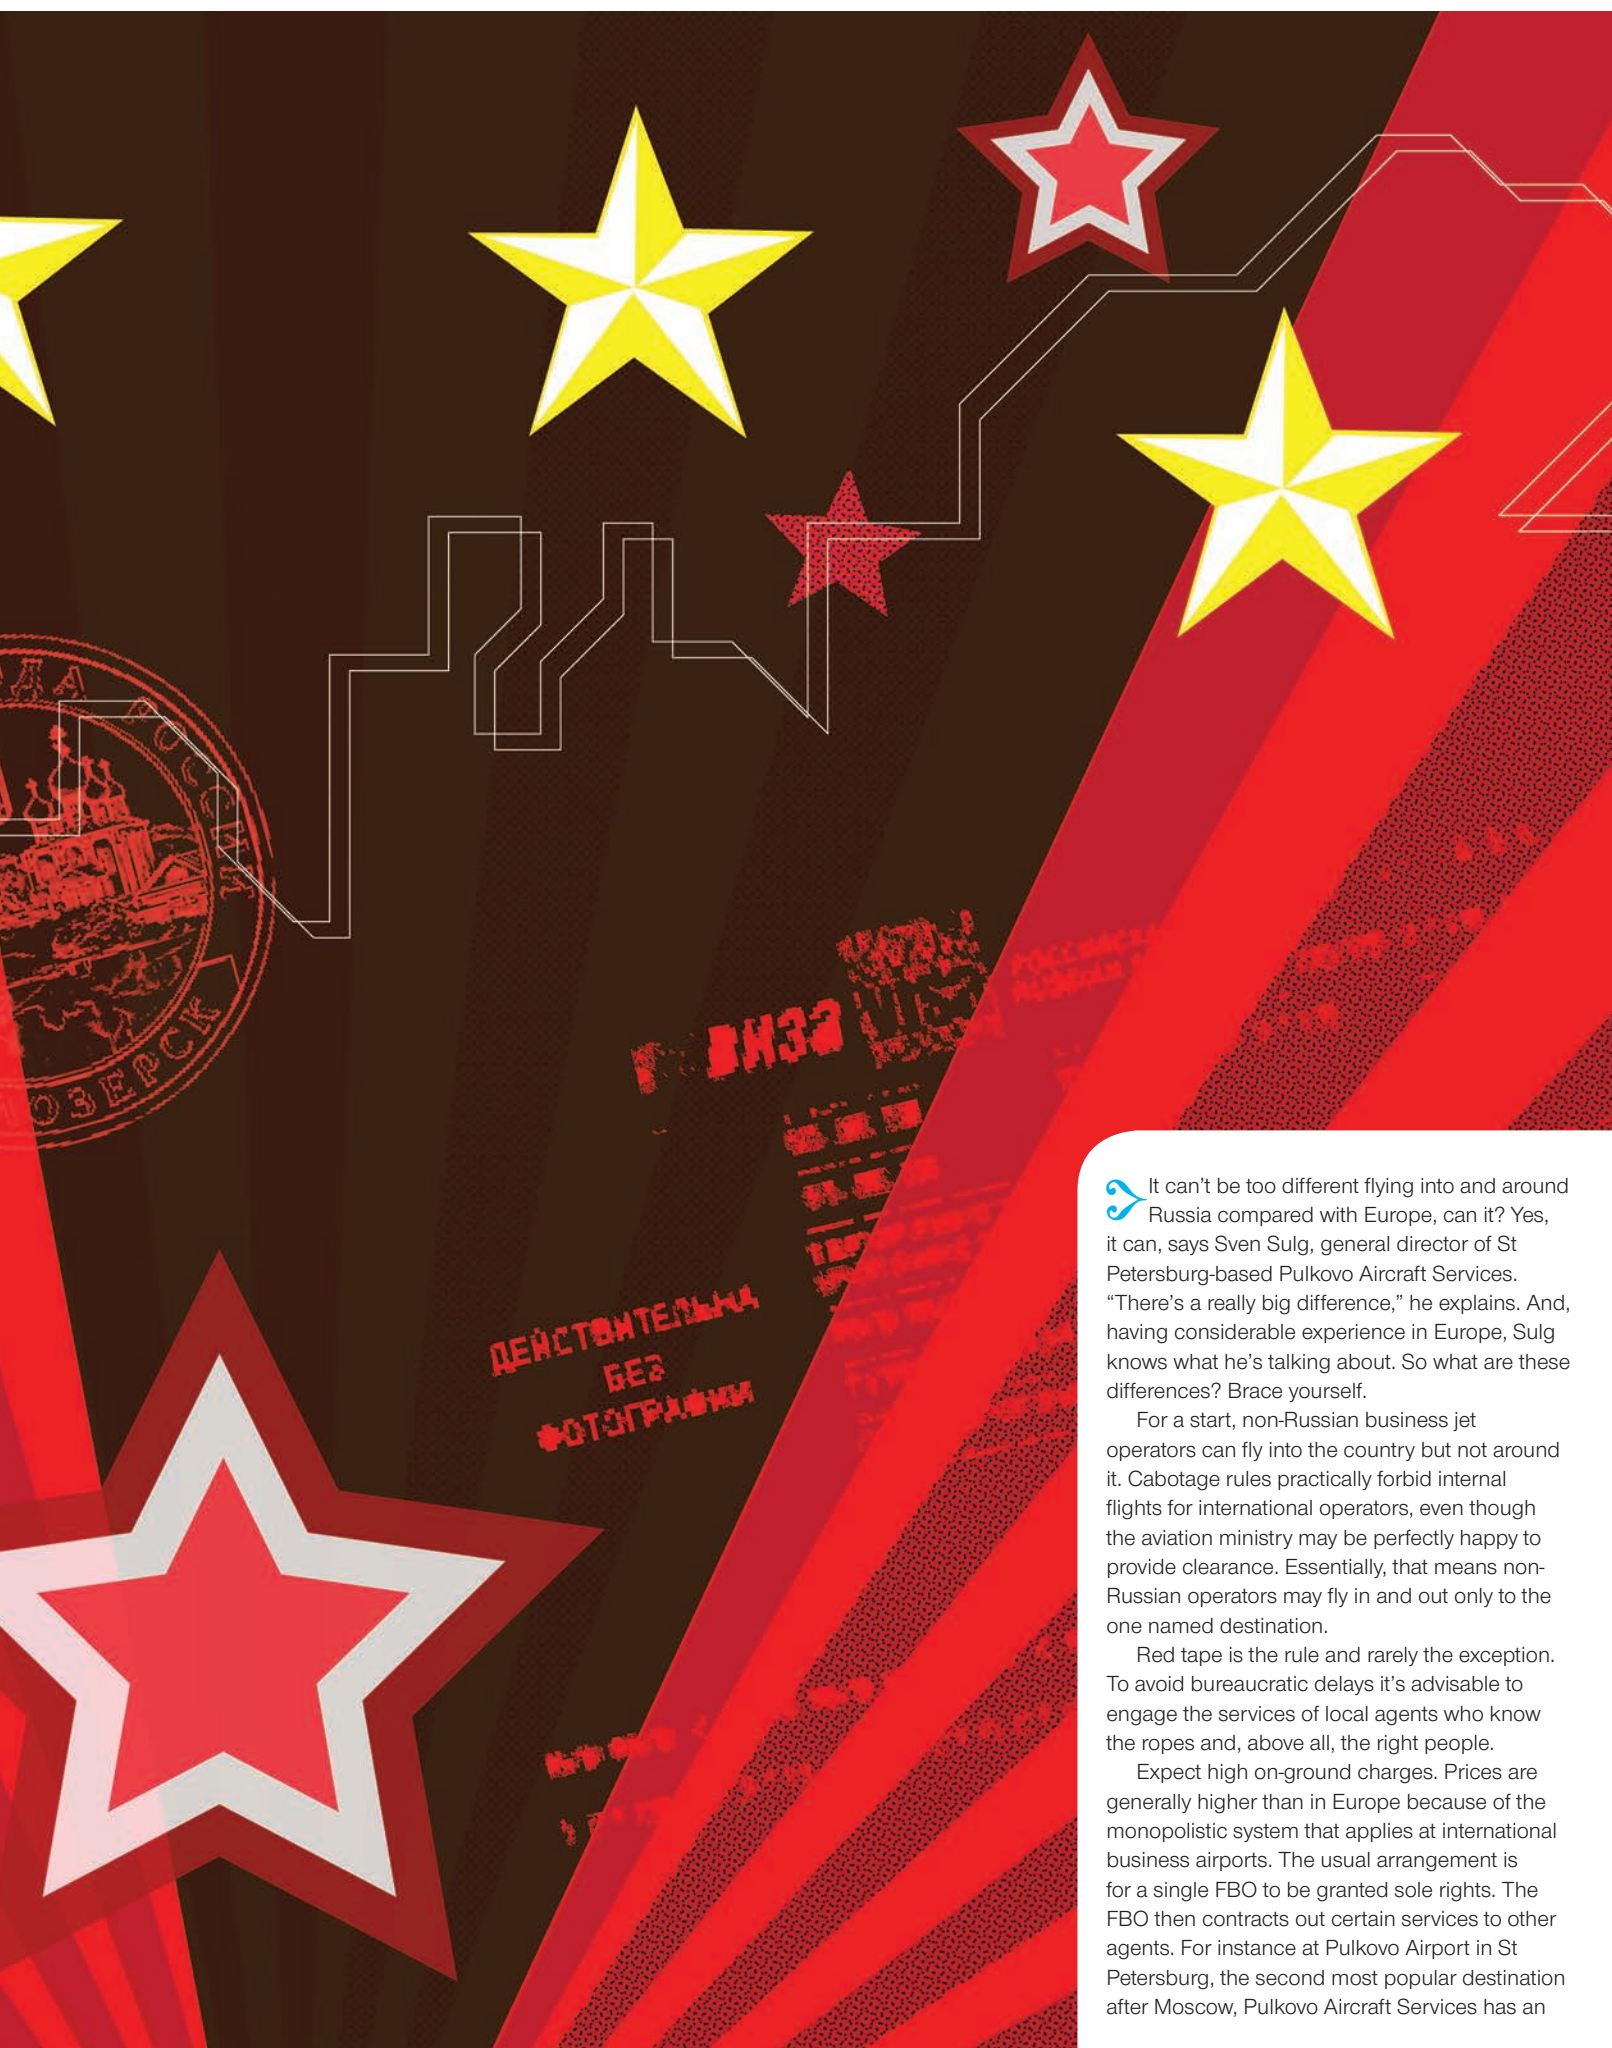 РОССИИ
ВИЗА
ДЕЙСТВИТЕЛЬНА
БЕЗ
ФОТОГРАФИИ
It can’t be too different flying into and around
Russia compared with Europe, can it? Yes,
it can, says Sven Sulg, general director of St
Petersburg-based Pulkovo Aircraft Services.
“There’s a really big difference,” he explains. And,
having considerable experience in Europe, Sulg
knows what he’s talking about. So what are these
differences? Brace yourself.
For a start, non-Russian business jet
operators can fly into the country but not around
it. Cabotage rules practically forbid internal
flights for international operators, even though
the aviation ministry may be perfectly happy to
provide clearance. Essentially, that means non-
Russian operators may fly in and out only to the
one named destination.
Red tape is the rule and rarely the exception.
To avoid bureaucratic delays it’s advisable to
engage the services of local agents who know
the ropes and, above all, the right people.
Expect high on-ground charges. Prices are
generally higher than in Europe because of the
monopolistic system that applies at international
business airports. The usual arrangement is
for a single FBO to be granted sole rights. The
FBO then contracts out certain services to other
agents. For instance at Pulkovo Airport in St
Petersburg, the second most popular destination
after Moscow, Pulkovo Aircraft Services has an